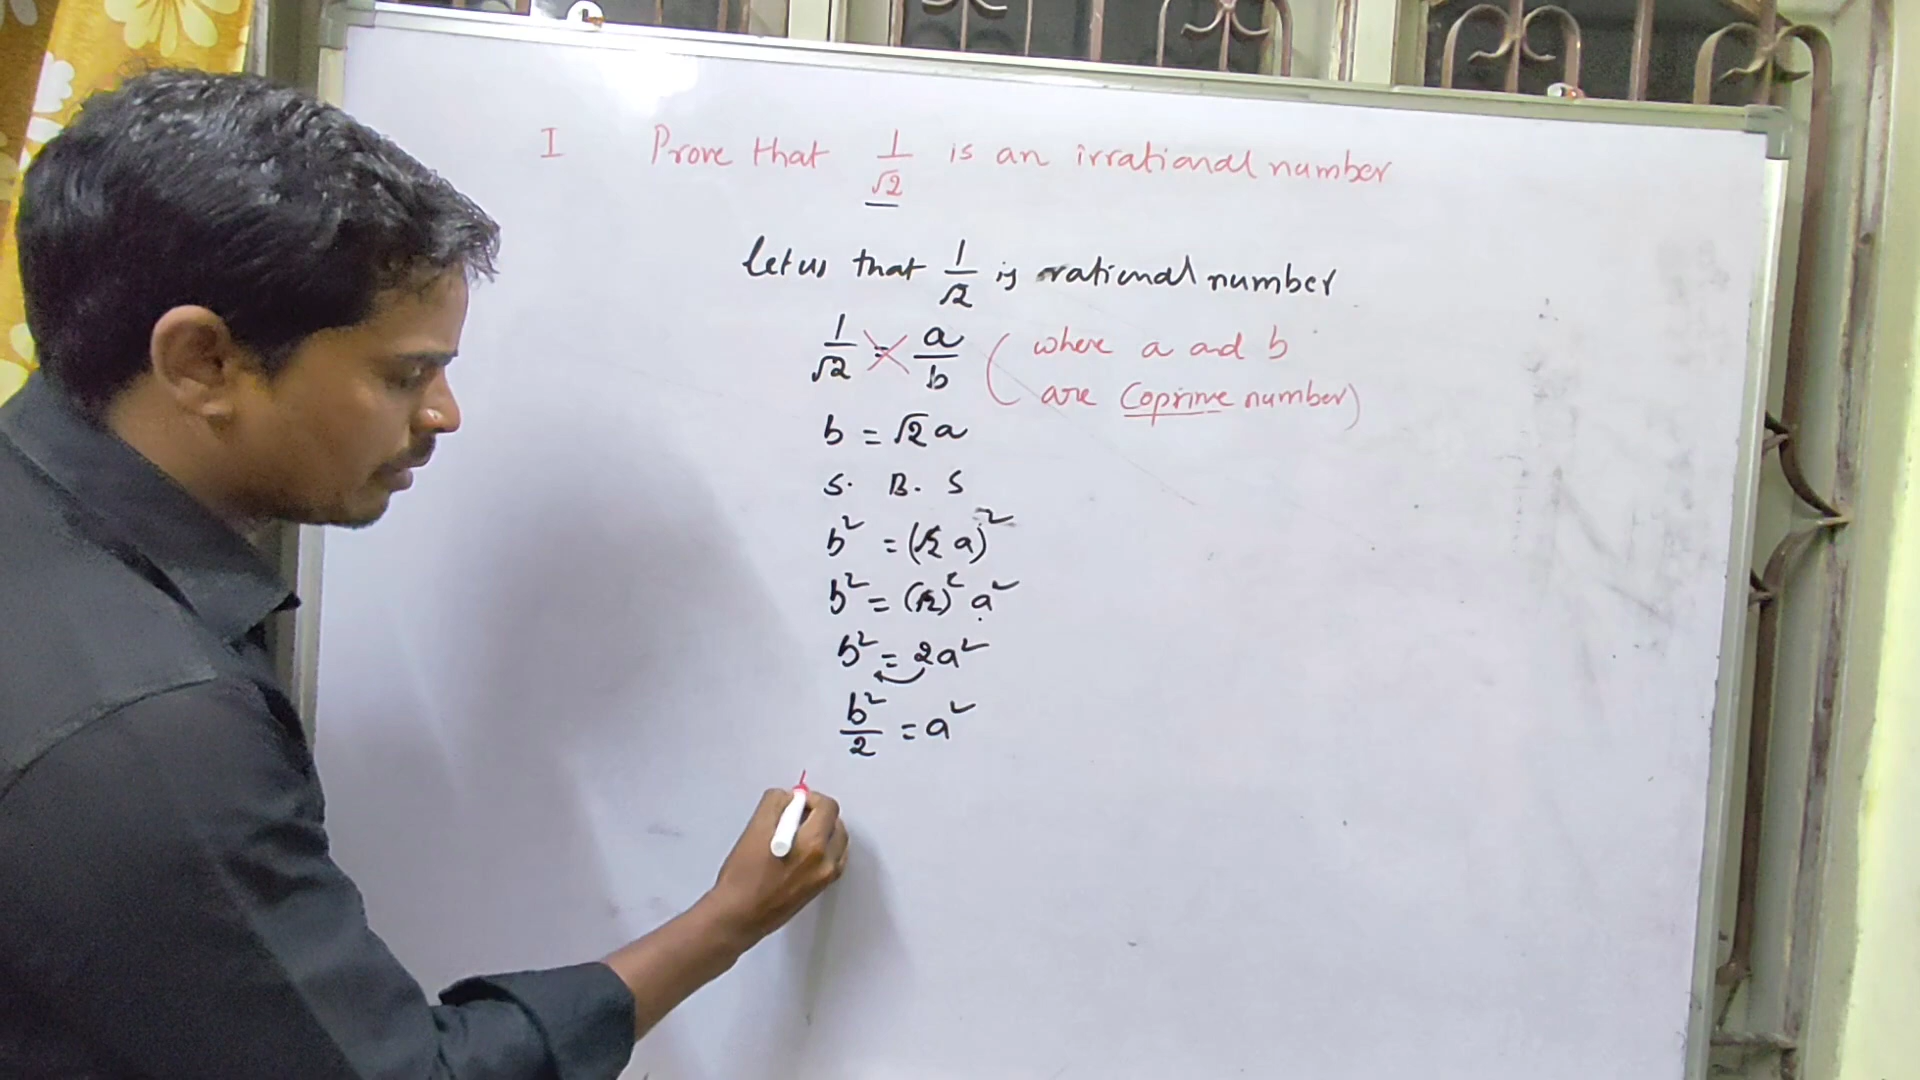 I Prove that 1/√2 is an irrational number
Let us that 1/√2 is rational number
1/√2 = a/b (where a and b
are coprime number)
b = √2 a
S. B. S
b² = (√2 a)²
b² = (√2)² a²
b² = 2a²
b²/2 = a²